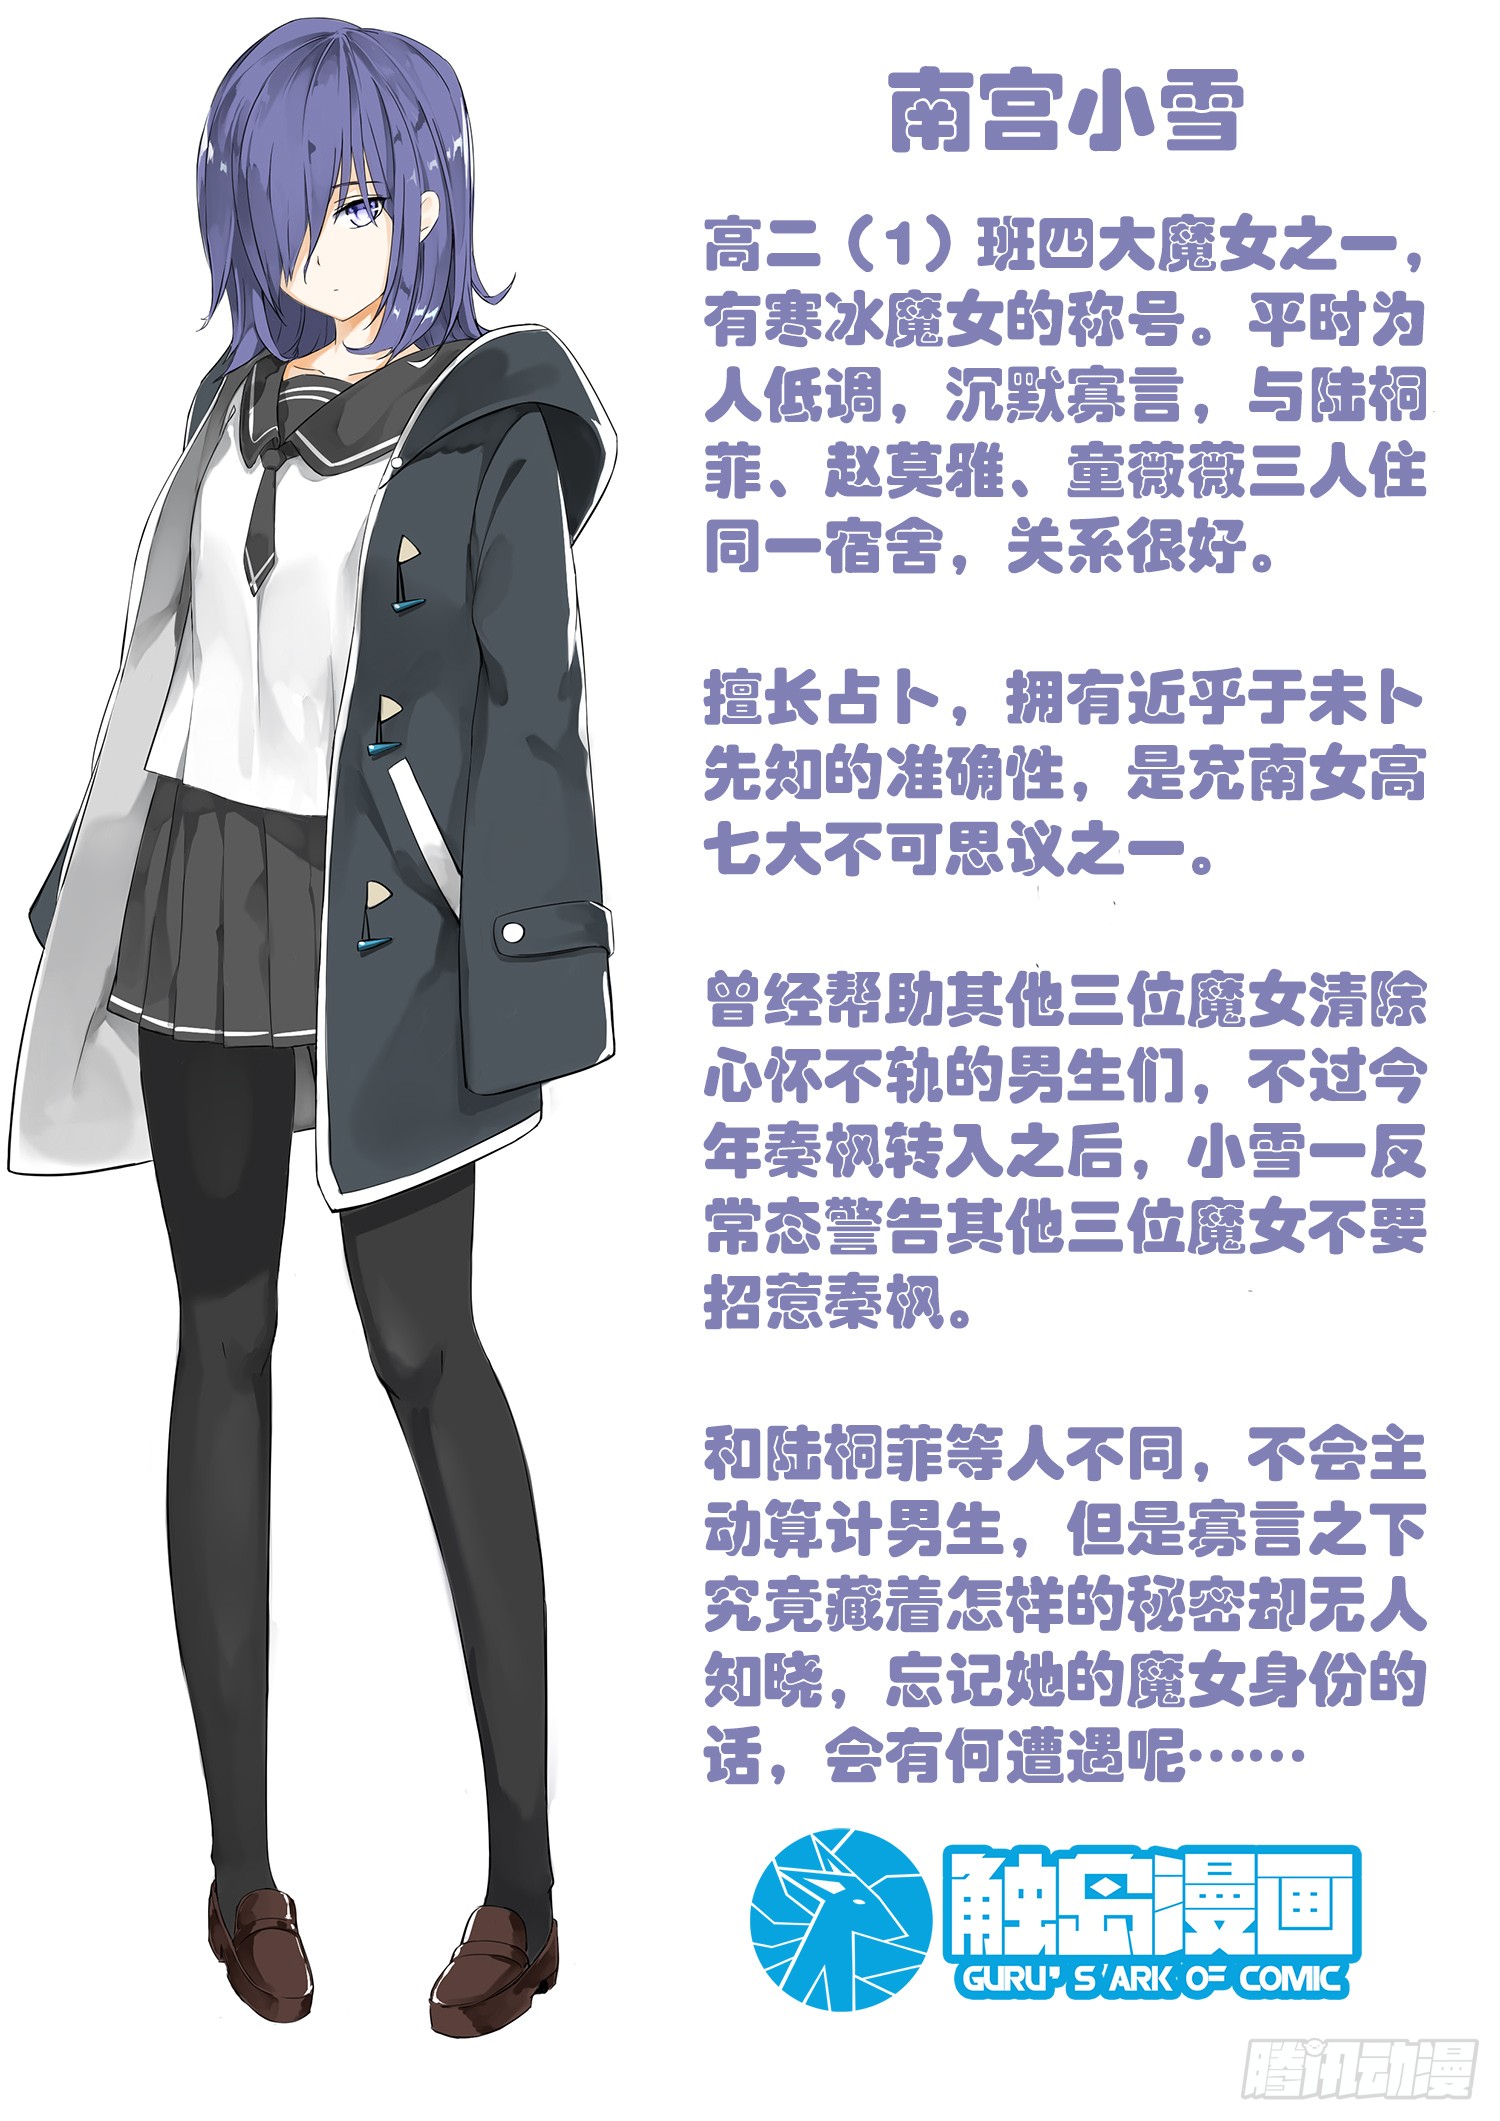 南宫小雪
高二（1）班四大魔女之一，
有寒冰魔女的称号。平时为
人低调，沉默寡言，与陆桐
菲、赵莫雅、童薇薇三人住
同一宿舍，关系很好。
擅长占卜，拥有近乎于未卜
先知的准确性，是充南女高
七大不可思议之一。
曾经帮助其他三位魔女清除
心怀不轨的男生们，不过今
年秦枫转入之后，小雪一反
常态警告其他三位魔女不要
招惹秦枫。
和陆桐菲等人不同，不会主
动算计男生，但是寡言之下
究竟藏着怎样的秘密却无人
知晓，忘记她的魔女身份的
话，会有何遭遇呢……
触岛漫画
GURU'S'ARK OF COMIC
腾讯动漫